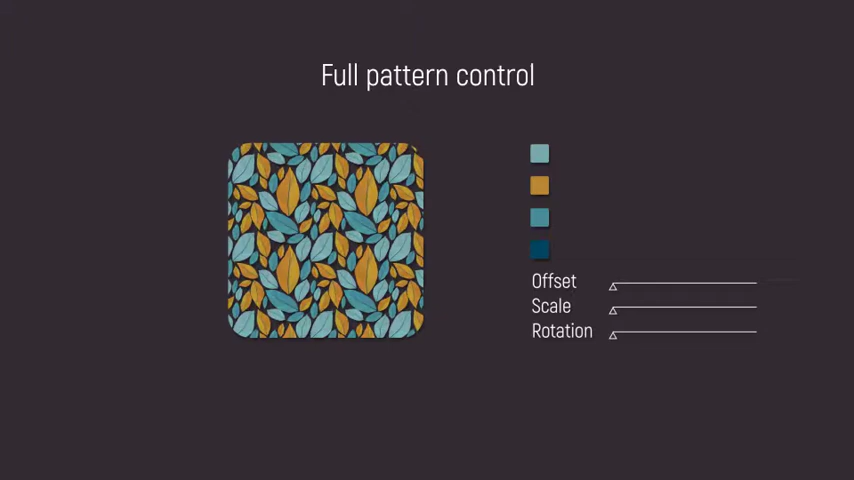 Full pattern control
Offset
Scale
Rotation